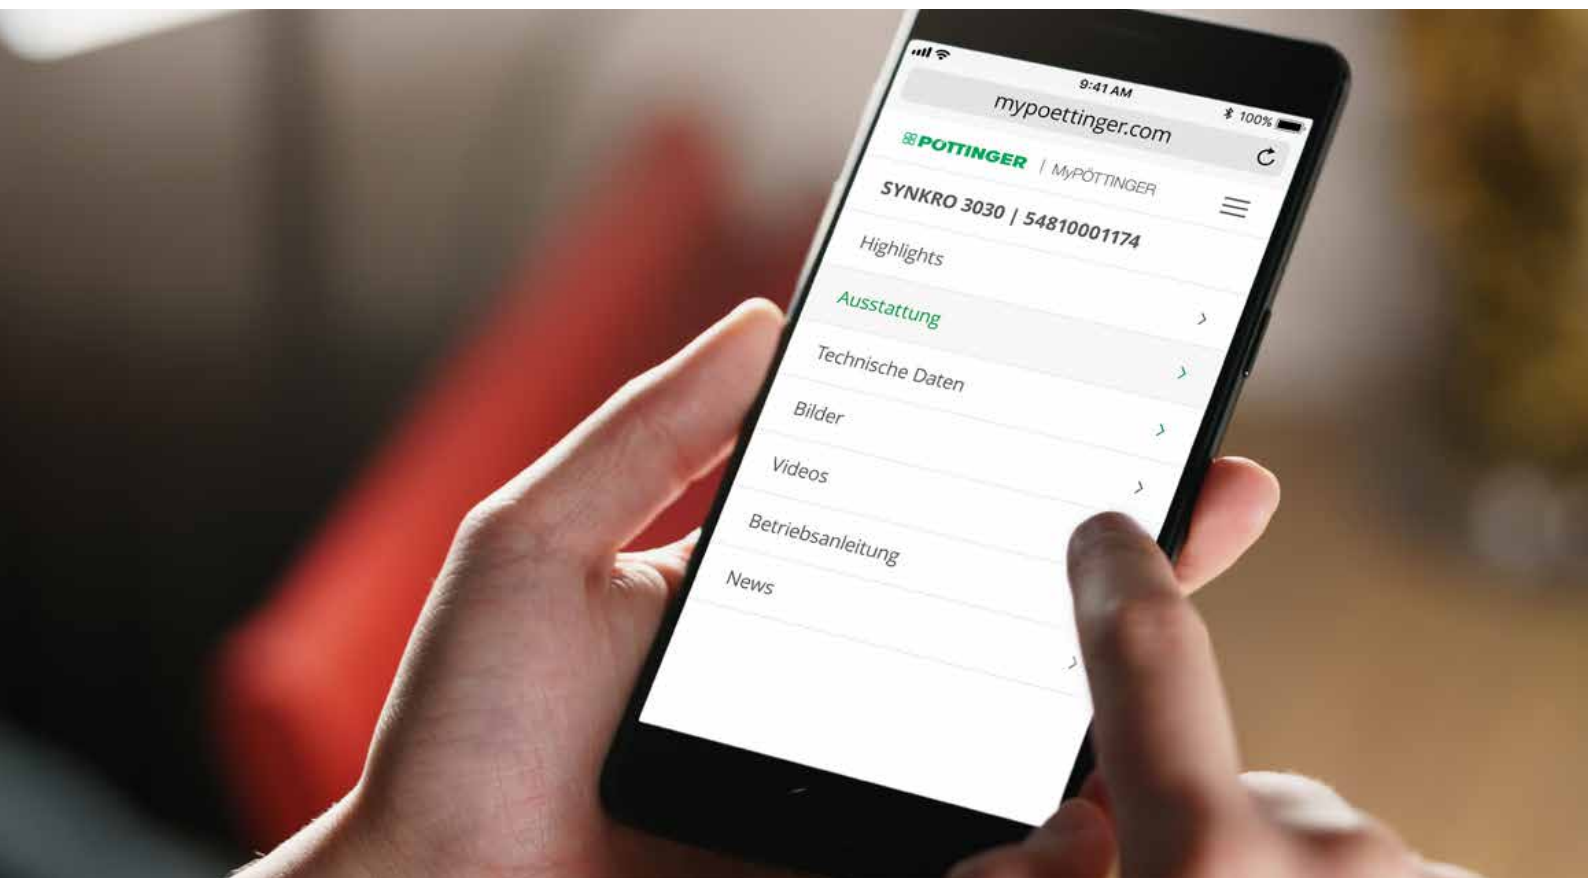 9:41 AM
100%
mypoettinger.com
PÖTTINGER | MyPÖTTINGER
SYNKRO 3030 | 54810001174
Highlights
Ausstattung
Technische Daten
Bilder
Videos
Betriebsanleitung
News